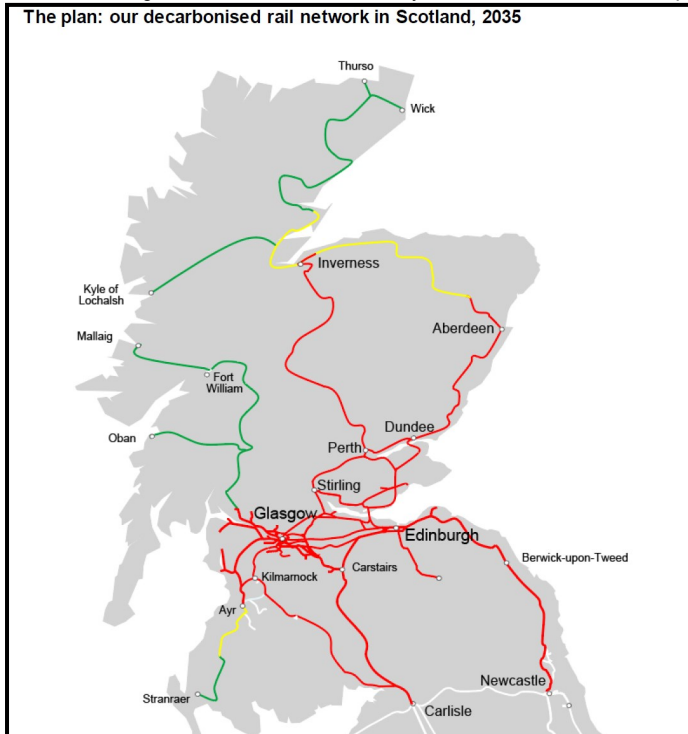 The plan: our decarbonised rail network in Scotland, 2035
Thurso
Wick
Inverness
Kyle of
Lochalsh
Aberdeen
Mallaig
Fort
William
Dundee
Oban
Perth
Stirling
Glasgow
Edinburgh
Berwick-upon-Tweed
Carstairs
Kilmarnock
Ayr
Newcastle
Stranraer
Carlisle